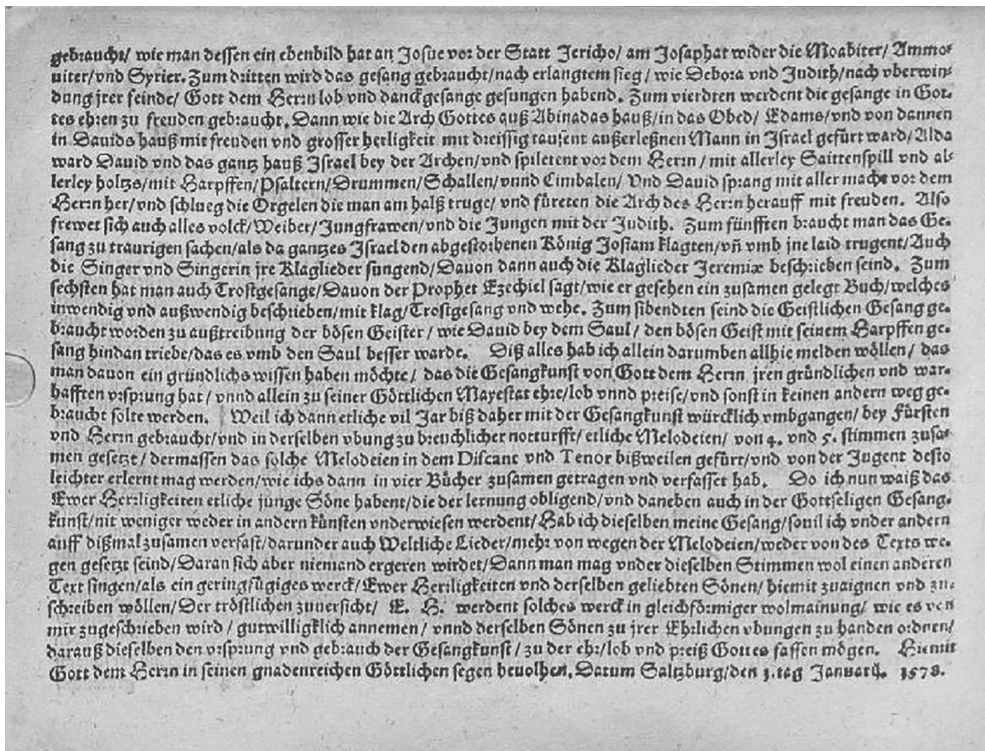 gebraucht/ wie man dessen ein ebenbild hat an Josue vor der Statt Jericho/ am Josaphat wider die Moabiter/ Ammo-
niter/vnd Syrier. Zum dritten wird das gesang gebraucht/nach erlangtem sieg/ wie Debora vnd Judith/nach vberwin-
dung jrer feinde/ Gott dem Herrn lob vnd danckgesange gesungen habend. Zum vierdten werdent die gesange in Got-
tes ehren zu freuden gebraucht. Dann wie die Arch Gottes auß Abinadas hauß/in das Obed/ Edams/vnd von dannen
in Dauids hauß mit freuden vnd grosser herligkeit mit dreissig tausent außerleßnen Mann in Jsrael gefürt ward/Alda
ward Dauid vnd das gantz hauß Jsrael bey der Archen/vnd spiletent vor dem Herrn/ mit allerley Saittenspill vnd al-
lerley holtzs/mit Harpffen/Psaltern/Drummen/Schallen/vnnd Cimbalen/ Vnd Dauid sprang mit aller macht vor dem
Herrn her/vnd schlueg die Orgelen die man am halß truge/ vnd füreten die Arch des Herrn herauff mit freuden. Also
frewet sich auch alles volck/ Weiber/Jungfrawen/vnd die Jungen mit der Judith. Zum fünfften braucht man das Ge-
sang zu traurigen sachen/als da gantzes Jsrael den abgestorbenen König Josiam klagten/vñ vmb jne laid trugent/Auch
die Singer vnd Singerin jre Klaglieder sungend/Dauon dann auch die Klaglieder Jeremiæ beschrieben seind. Zum
sechsten hat man auch Trostgesange/Dauon der Prophet Ezechiel sagt/wie er gesehen ein zusamen gelegt Buch/welches
inwendig vnd außwendig beschrieben/mit klag/Trostgesang vnd wehe. Zum sibendten seind die Geistlichen Gesang ge-
braucht worden zu außtreibung der bösen Geister/ wie Dauid bey dem Saul/ den bösen Geist mit seinem Harpffen ge-
sang hindan triebe/das es vmb den Saul besser warde. Diß alles hab ich allein darumben allhie melden wöllen/ das
man dauon ein gründlichs wissen haben möchte/ das die Gesangkunst von Gott dem Herrn jren gründlichen vnd war-
hafften vrsprung hat/ vnnd allein zu seiner Göttlichen Mayestat ehre/lob vnnd preise/vnd sonst in keinen andern weg ge-
braucht solte werden. Weil ich dann etliche vil Jar biß daher mit der Gesangkunst würcklich vmbgangen/ bey Fürsten
vnd Herrn gebraucht/vnd in derselben vbung zu breuchlicher notturfft/etliche Melodeien/ von 4. vnd 5. stimmen zusa-
men gesetzt/ dermassen das solche Melodeien in dem Discant vnd Tenor bißweilen gefürt/vnd von der Jugent desto
leichter erlernt mag werden/wie ichs dann in vier Bücher zusamen getragen vnd verfasset hab. Do ich nun waiß das
Ewer Herrligkeiten etliche junge Söne habent/die der lernung obligend/vnd daneben auch in der Gottseligen Gesang-
kunst/nit weniger weder in andern künsten vnderwiesen werdent/Hab ich dieselben meine Gesang/souil ich vnder andern
auff dißmal zusamen verfast/darunder auch Weltliche Lieder/mehr von wegen der Melodeien/weder von des Texts we-
gen gesetzt seind/Daran sich aber niemand ergeren wirdet/Dann man mag vnder dieselben Stimmen wol einen anderen
Text singen/als ein geringfügiges werck/Ewer Herrligkeiten vnd derselben geliebten Sönen/hiemit zuaignen vnd zu-
schreiben wöllen/Der tröstlichen zuuersicht/ E. H. werdent solches werck in gleichförmiger wolmainung/ wie es von
mir zugeschrieben wird/ gutwilligklich annemen/ vnnd derselben Sönen zu jrer Ehrlichen vbungen zu handen ordnen/
darauß dieselben den vrsprung vnd gebrauch der Gesangkunst/zu der ehr/lob vnd preiß Gottes fassen mögen. Hiemit
Gott dem Herrn in seinen gnadenreichen Göttlichen segen beuolhen. Datum Saltzburg/den 1.tag Januarij. 1578.